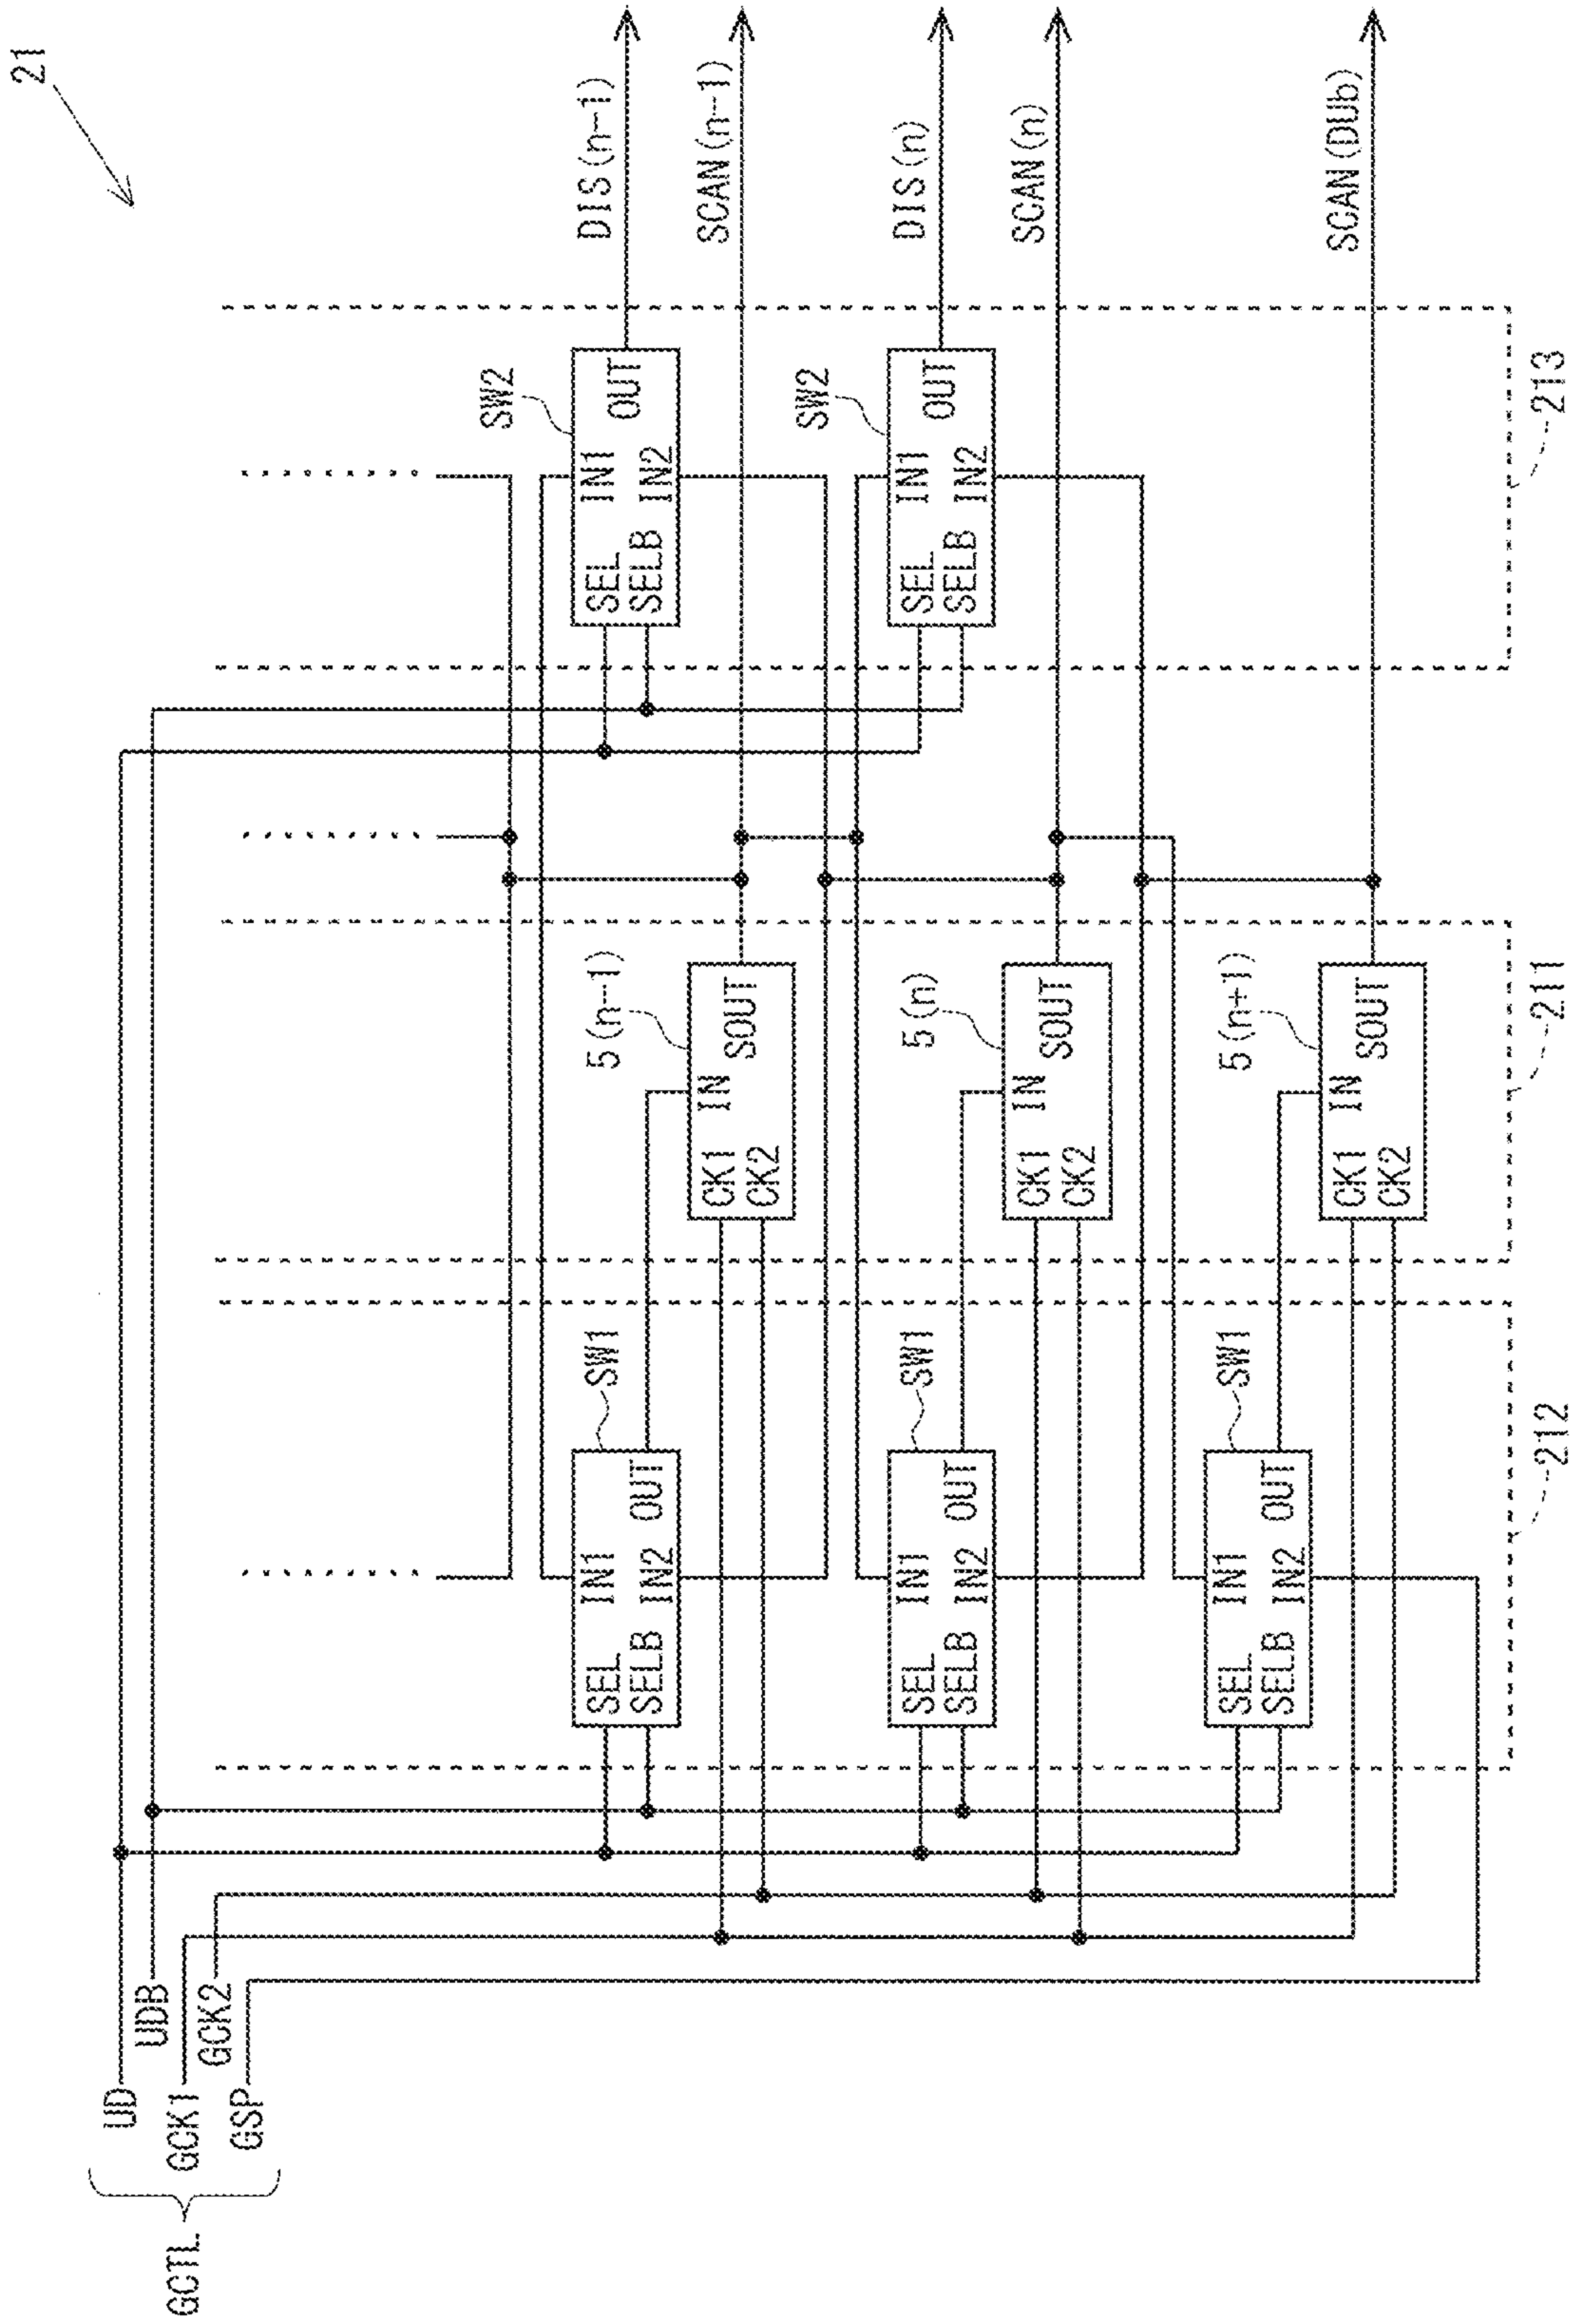 21
GCTL
UD
UDB
GCK1
GCK2
GSP
SW1
IN1
SEL
SELB
OUT
IN2
5(n-1)
IN
CK1
CK2
SOUT
SW2
IN1
SEL
SELB
OUT
IN2
DIS(n-1)
SCAN(n-1)
SW1
IN1
SEL
SELB
OUT
IN2
5(n)
IN
CK1
CK2
SOUT
SW2
IN1
SEL
SELB
OUT
IN2
DIS(n)
SCAN(n)
SW1
IN1
SEL
SELB
OUT
IN2
5(n+1)
IN
CK1
CK2
SOUT
SCAN(DUb)
212
211
213